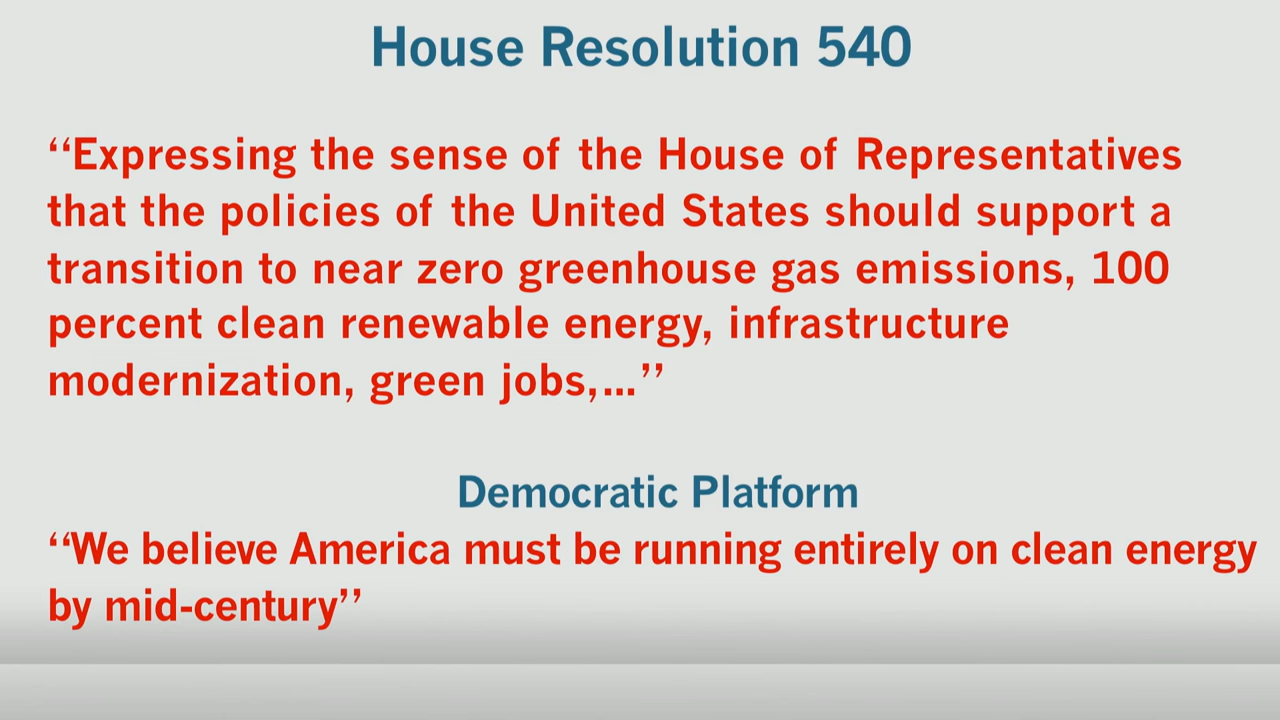 House Resolution 540
‘‘Expressing the sense of the House of Representatives
that the policies of the United States should support a
transition to near zero greenhouse gas emissions, 100
percent clean renewable energy, infrastructure
modernization, green jobs,...’’
Democratic Platform
‘‘We believe America must be running entirely on clean energy
by mid-century’’